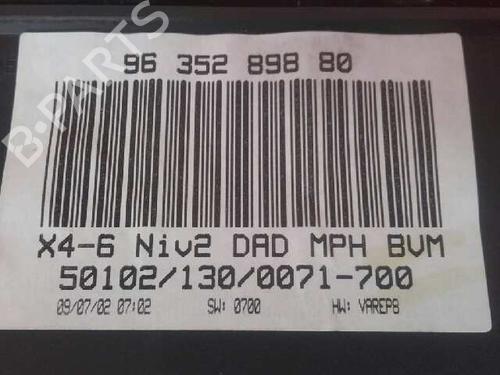 B-PARTS
96 352 898 80
X4-6 Niv2 DAD MPH BVM
50102/130/0071-700
09/07/02 07:02 SW: 0700 HW: VAREP8